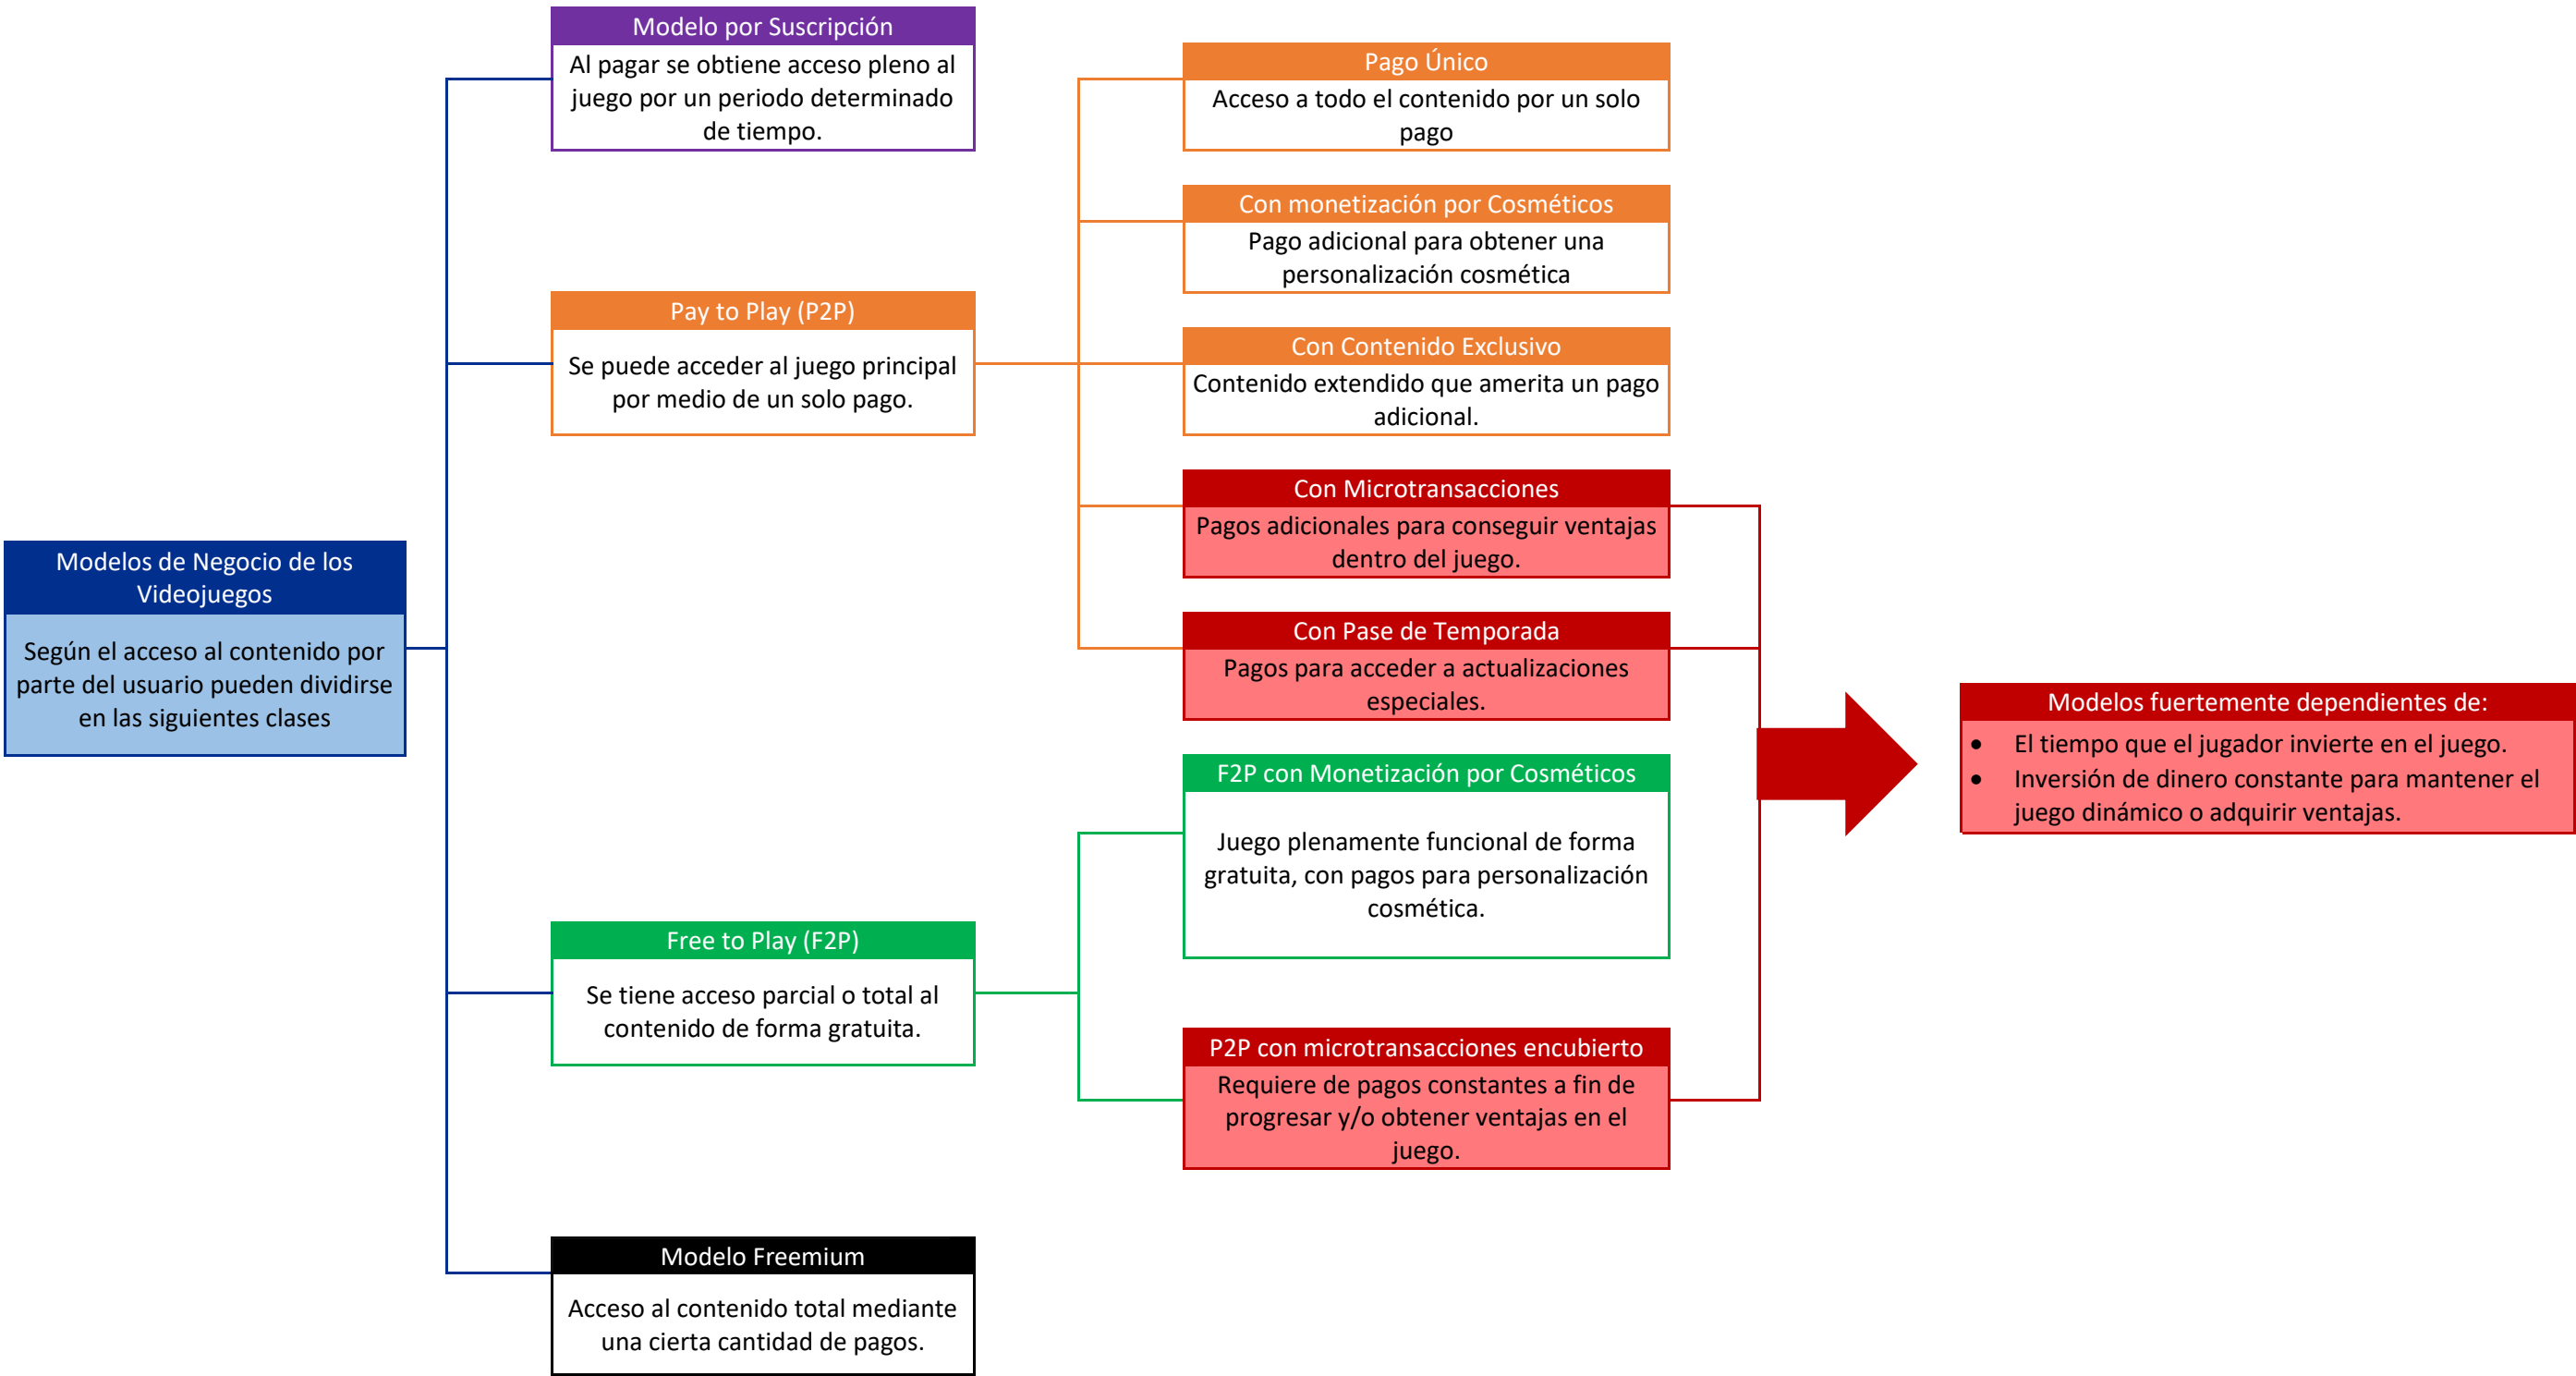 Modelos de Negocio de los
Videojuegos
Según el acceso al contenido por
parte del usuario pueden dividirse
en las siguientes clases
Modelo por Suscripción
Al pagar se obtiene acceso pleno al
juego por un periodo determinado
de tiempo.
Pay to Play (P2P)
Se puede acceder al juego principal
por medio de un solo pago.
Free to Play (F2P)
Se tiene acceso parcial o total al
contenido de forma gratuita.
Modelo Freemium
Acceso al contenido total mediante
una cierta cantidad de pagos.
Pago Único
Acceso a todo el contenido por un solo
pago
Con monetización por Cosméticos
Pago adicional para obtener una
personalización cosmética
Con Contenido Exclusivo
Contenido extendido que amerita un pago
adicional.
Con Microtransacciones
Pagos adicionales para conseguir ventajas
dentro del juego.
Con Pase de Temporada
Pagos para acceder a actualizaciones
especiales.
F2P con Monetización por Cosméticos
Juego plenamente funcional de forma
gratuita, con pagos para personalización
cosmética.
P2P con microtransacciones encubierto
Requiere de pagos constantes a fin de
progresar y/o obtener ventajas en el
juego.
Modelos fuertemente dependientes de:
• El tiempo que el jugador invierte en el juego.
• Inversión de dinero constante para mantener el
juego dinámico o adquirir ventajas.